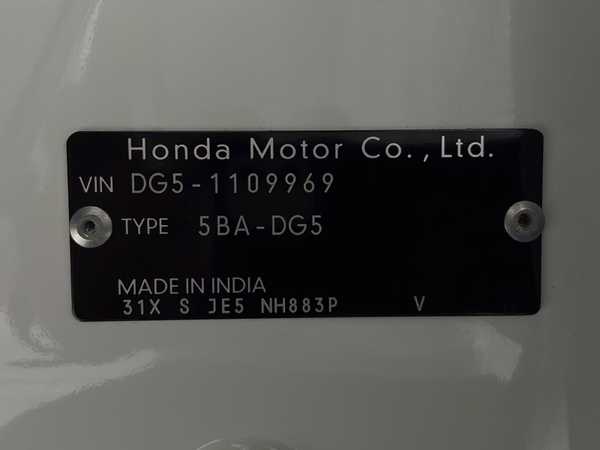 Honda Motor Co., Ltd.
VIN DG5-1109969
TYPE 5BA-DG5
MADE IN INDIA
31X S JE5 NH883P V